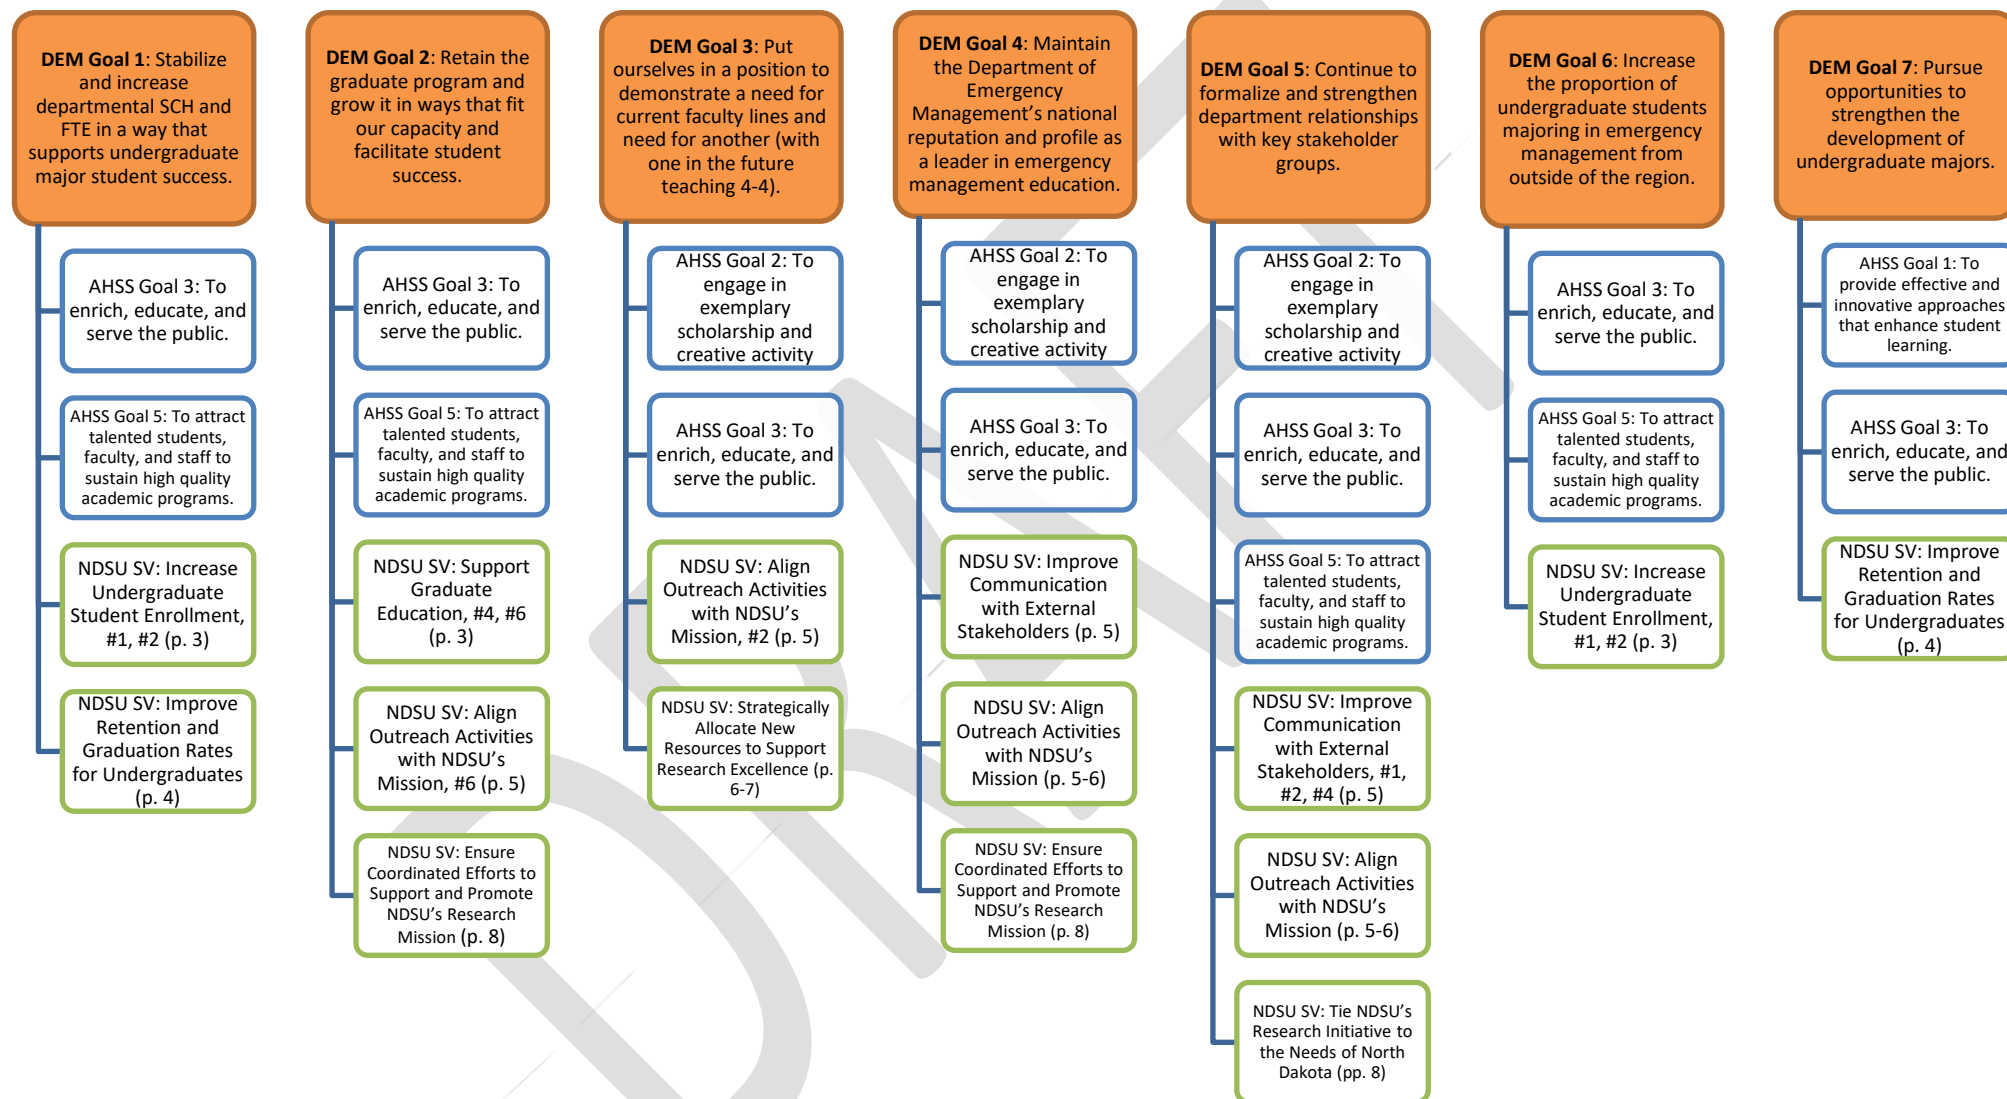 DEM Goal 1: Stabilize
and increase
departmental SCH and
FTE in a way that
supports undergraduate
major student success.
AHSS Goal 3: To
enrich, educate, and
serve the public.
AHSS Goal 5: To attract
talented students,
faculty, and staff to
sustain high quality
academic programs.
NDSU SV: Increase
Undergraduate
Student Enrollment,
#1, #2 (p. 3)
NDSU SV: Improve
Retention and
Graduation Rates
for Undergraduates
(p. 4)
DEM Goal 2: Retain the
graduate program and
grow it in ways that fit
our capacity and
facilitate student
success.
AHSS Goal 3: To
enrich, educate, and
serve the public.
AHSS Goal 5: To attract
talented students,
faculty, and staff to
sustain high quality
academic programs.
NDSU SV: Support
Graduate
Education, #4, #6
(p. 3)
NDSU SV: Align
Outreach Activities
with NDSU’s
Mission, #6 (p. 5)
NDSU SV: Ensure
Coordinated Efforts to
Support and Promote
NDSU’s Research
Mission (p. 8)
DEM Goal 3: Put
ourselves in a position to
demonstrate a need for
current faculty lines and
need for another (with
one in the future
teaching 4-4).
AHSS Goal 2: To
engage in
exemplary
scholarship and
creative activity
AHSS Goal 3: To
enrich, educate, and
serve the public.
NDSU SV: Align
Outreach Activities
with NDSU’s
Mission, #2 (p. 5)
NDSU SV: Strategically
Allocate New
Resources to Support
Research Excellence (p.
6-7)
DEM Goal 4: Maintain
the Department of
Emergency
Management’s national
reputation and profile as
a leader in emergency
management education.
AHSS Goal 2: To
engage in
exemplary
scholarship and
creative activity
AHSS Goal 3: To
enrich, educate, and
serve the public.
NDSU SV: Improve
Communication
with External
Stakeholders (p. 5)
NDSU SV: Align
Outreach Activities
with NDSU’s
Mission (p. 5-6)
NDSU SV: Ensure
Coordinated Efforts to
Support and Promote
NDSU’s Research
Mission (p. 8)
DEM Goal 5: Continue to
formalize and strengthen
department relationships
with key stakeholder
groups.
AHSS Goal 2: To
engage in
exemplary
scholarship and
creative activity
AHSS Goal 3: To
enrich, educate, and
serve the public.
AHSS Goal 5: To attract
talented students,
faculty, and staff to
sustain high quality
academic programs.
NDSU SV: Improve
Communication
with External
Stakeholders, #1,
#2, #4 (p. 5)
NDSU SV: Align
Outreach Activities
with NDSU’s
Mission (p. 5-6)
NDSU SV: Tie NDSU’s
Research Initiative to
the Needs of North
Dakota (pp. 8)
DEM Goal 6: Increase
the proportion of
undergraduate students
majoring in emergency
management from
outside of the region.
AHSS Goal 3: To
enrich, educate, and
serve the public.
AHSS Goal 5: To attract
talented students,
faculty, and staff to
sustain high quality
academic programs.
NDSU SV: Increase
Undergraduate
Student Enrollment,
#1, #2 (p. 3)
DEM Goal 7: Pursue
opportunities to
strengthen the
development of
undergraduate majors.
AHSS Goal 1: To
provide effective and
innovative approaches
that enhance student
learning.
AHSS Goal 3: To
enrich, educate, and
serve the public.
NDSU SV: Improve
Retention and
Graduation Rates
for Undergraduates
(p. 4)
DRAFT